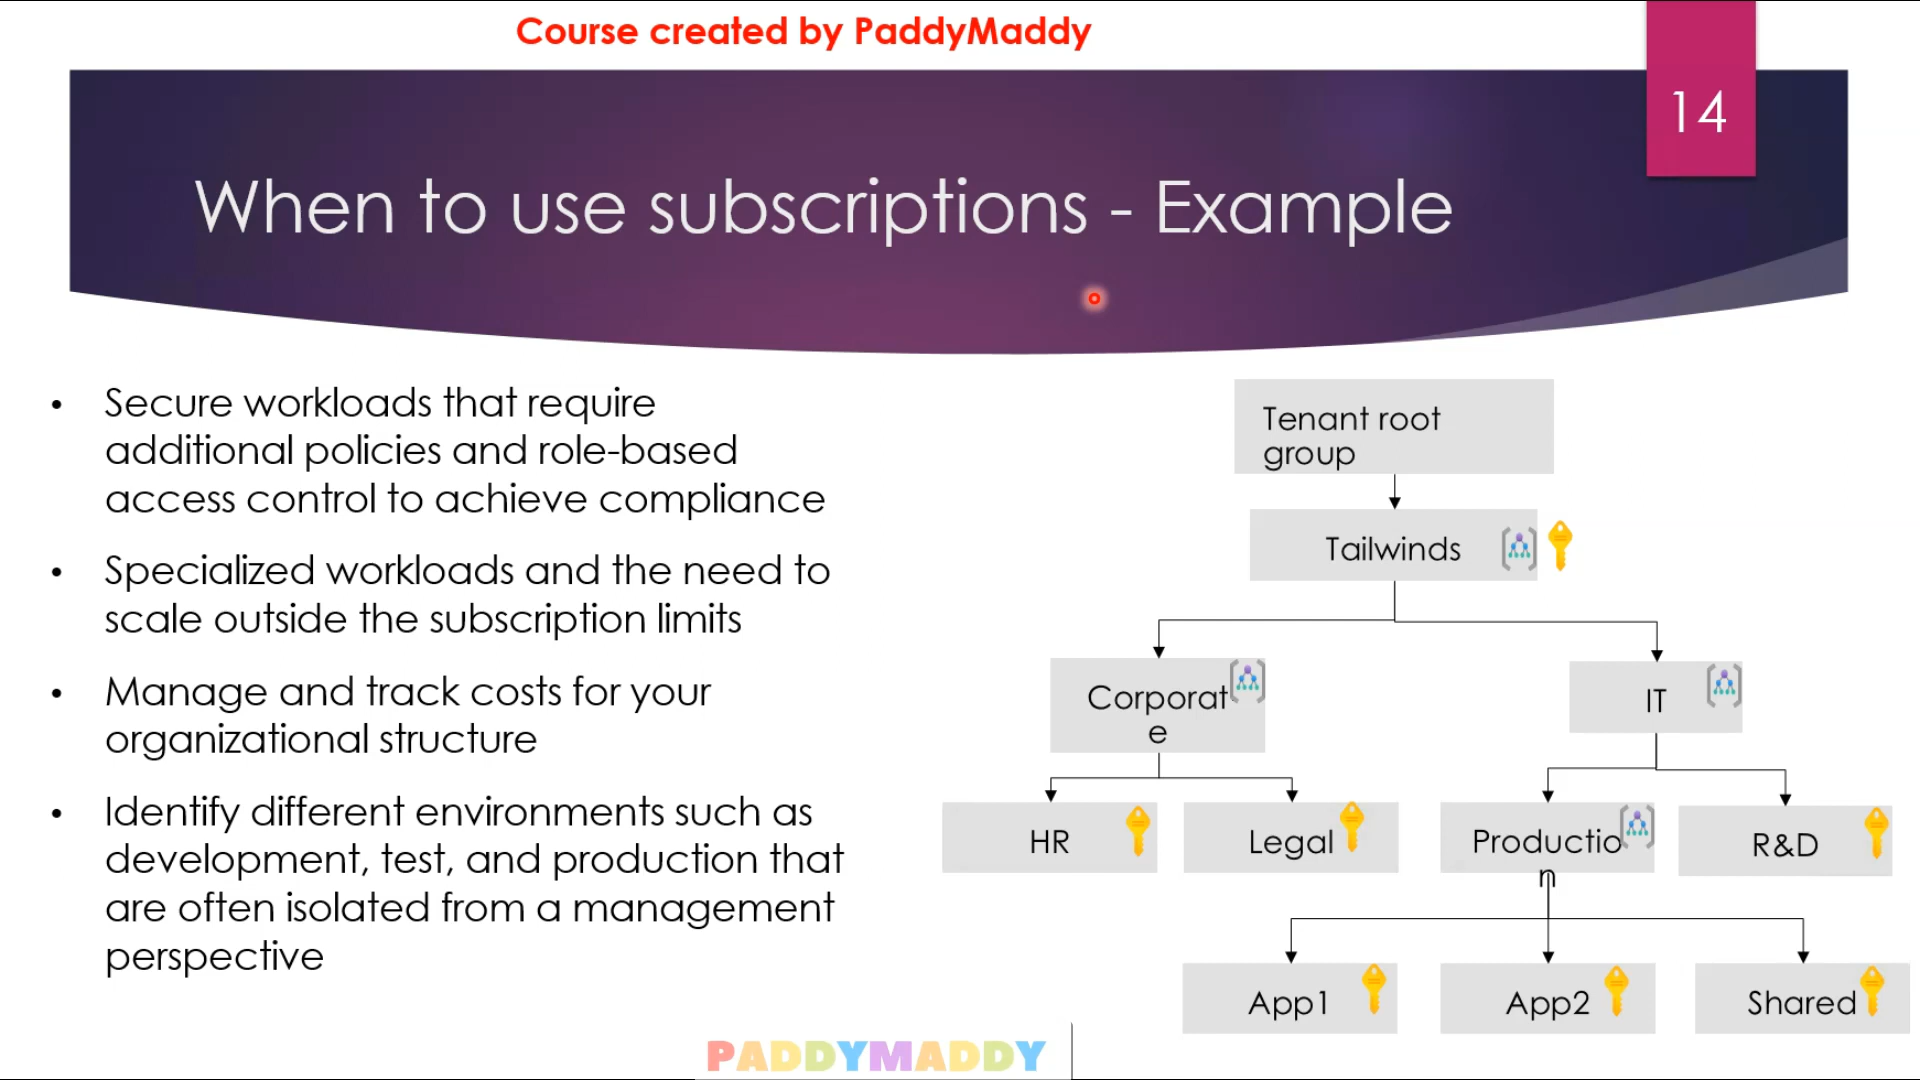 Course created by PaddyMaddy
14
When to use subscriptions - Example
• Secure workloads that require
additional policies and role-based
access control to achieve compliance
• Specialized workloads and the need to
scale outside the subscription limits
• Manage and track costs for your
organizational structure
• Identify different environments such as
development, test, and production that
are often isolated from a management
perspective
Tenant root
group
Tailwinds
Corporat
e
IT
HR
Legal
Productio
n
R&D
App1
App2
Shared
PADDYMADDY